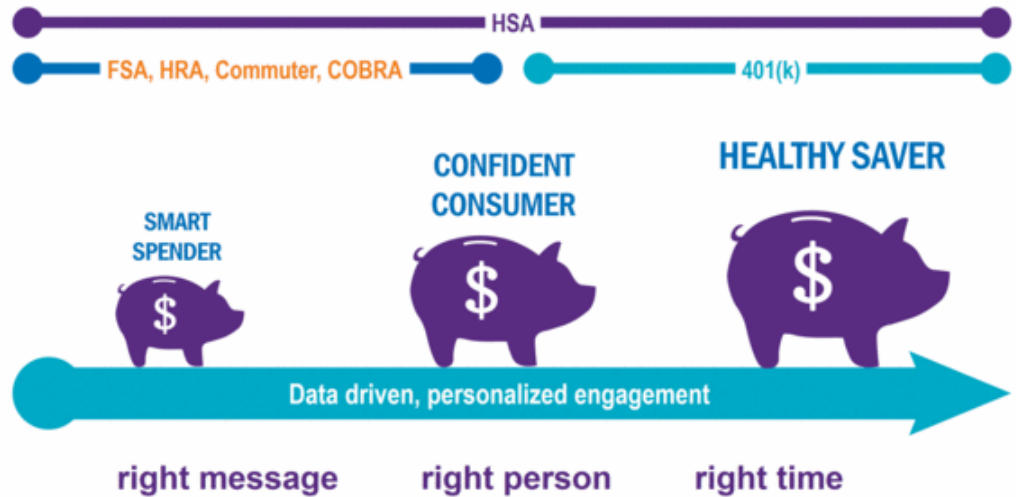 HSA
FSA, HRA, Commuter, COBRA
401(k)
SMART
SPENDER
CONFIDENT
CONSUMER
HEALTHY SAVER
$
$
$
Data driven, personalized engagement
right message
right person
right time